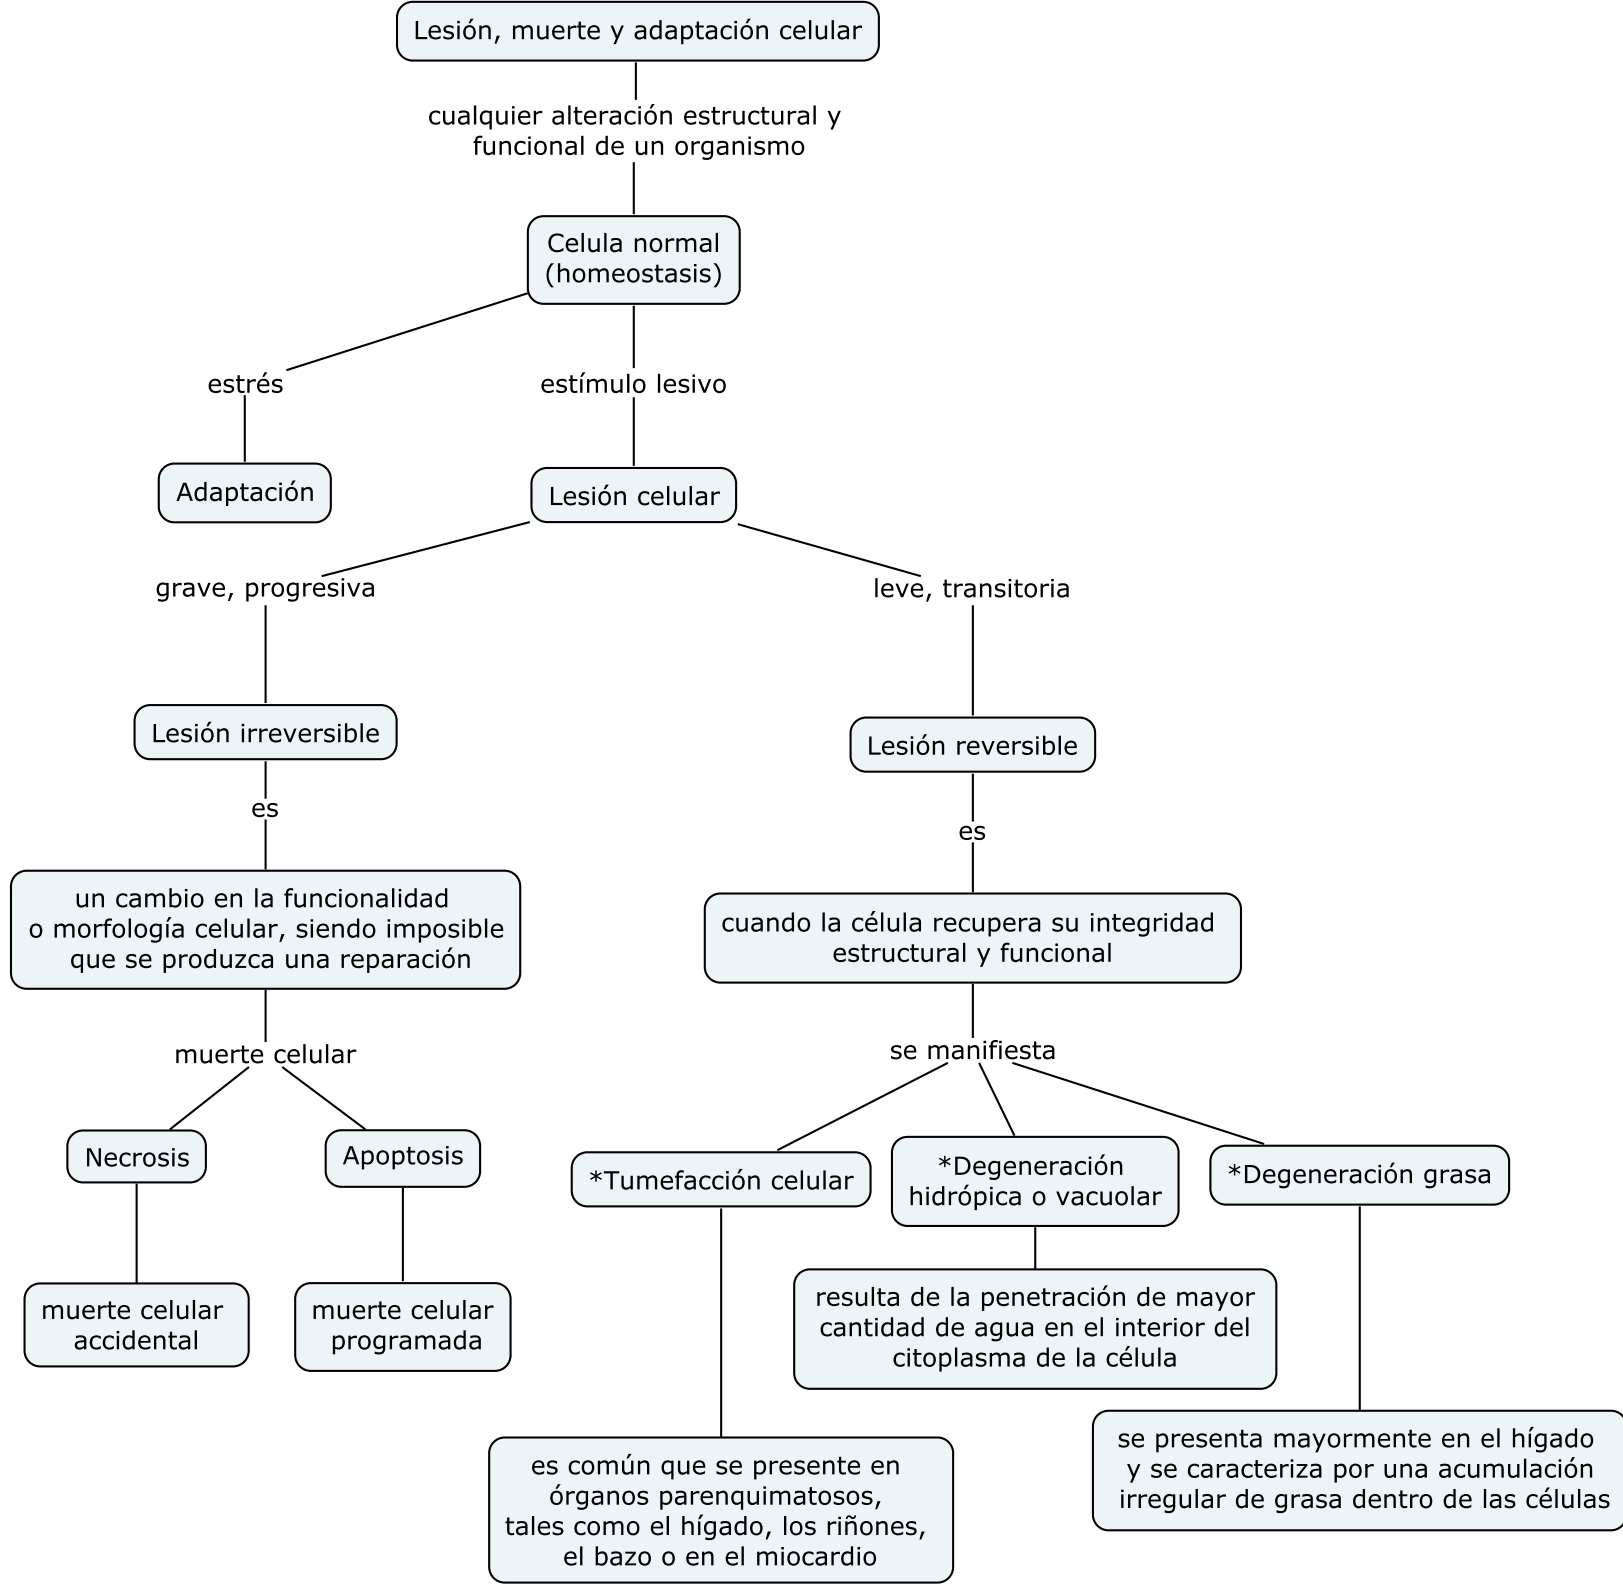 Lesión, muerte y adaptación celular
cualquier alteración estructural y
funcional de un organismo
Celula normal
(homeostasis)
estrés
estímulo lesivo
Adaptación
Lesión celular
grave, progresiva
leve, transitoria
Lesión irreversible
Lesión reversible
es
es
un cambio en la funcionalidad
o morfología celular, siendo imposible
que se produzca una reparación
cuando la célula recupera su integridad
estructural y funcional
muerte celular
se manifiesta
Necrosis
Apoptosis
*Tumefacción celular
*Degeneración
hidrópica o vacuolar
*Degeneración grasa
muerte celular
accidental
muerte celular
programada
resulta de la penetración de mayor
cantidad de agua en el interior del
citoplasma de la célula
es común que se presente en
órganos parenquimatosos,
tales como el hígado, los riñones,
el bazo o en el miocardio
se presenta mayormente en el hígado
y se caracteriza por una acumulación
irregular de grasa dentro de las células